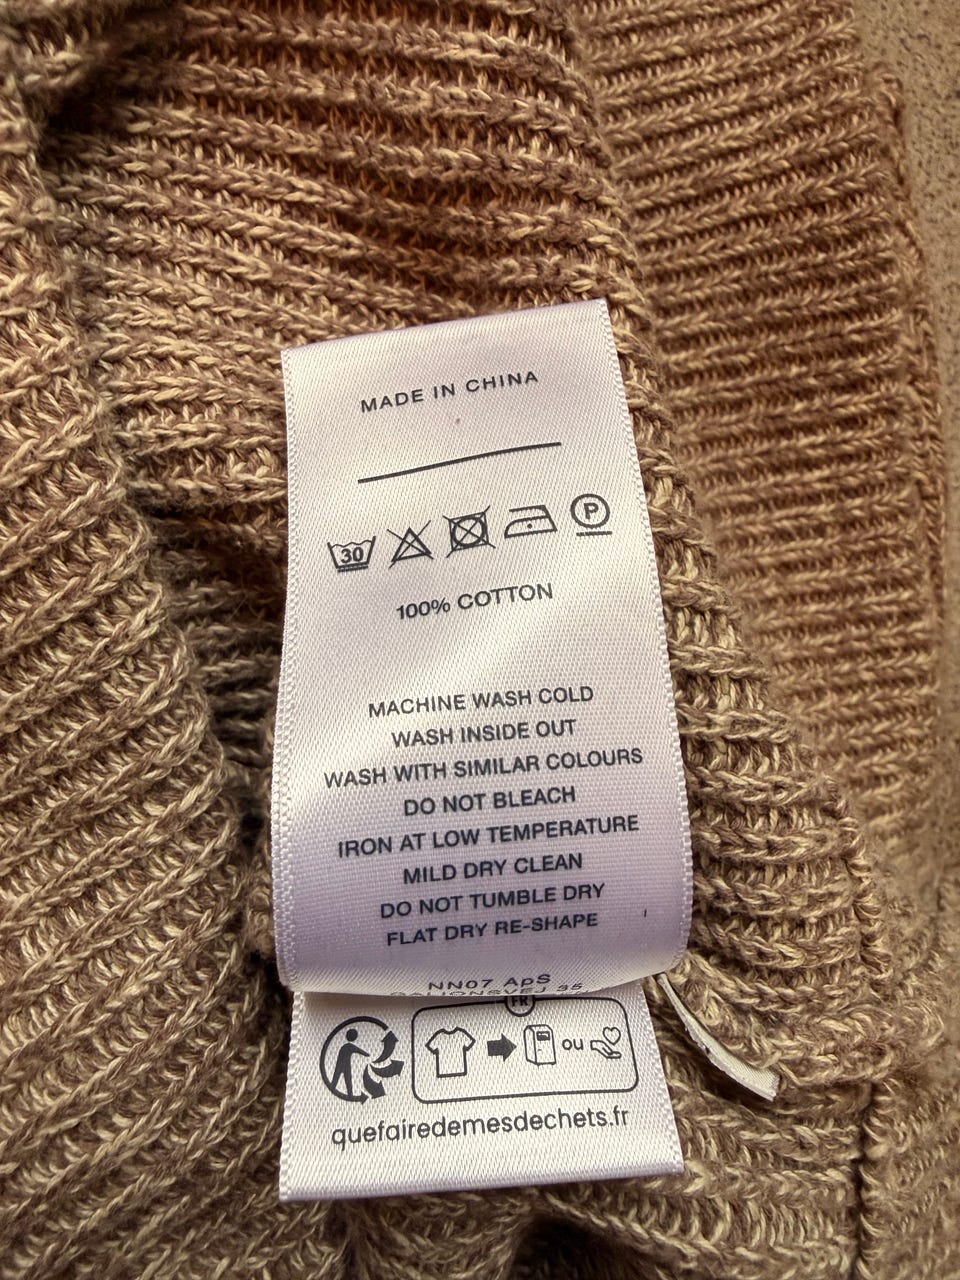 MADE IN CHINA
30
P
100% COTTON
MACHINE WASH COLD
WASH INSIDE OUT
WASH WITH SIMILAR COLOURS
DO NOT BLEACH
IRON AT LOW TEMPERATURE
MILD DRY CLEAN
DO NOT TUMBLE DRY
FLAT DRY RE-SHAPE
NN07 ApS
GALIONSVEJ 35
FR
ou
quefairedemesdechets.fr